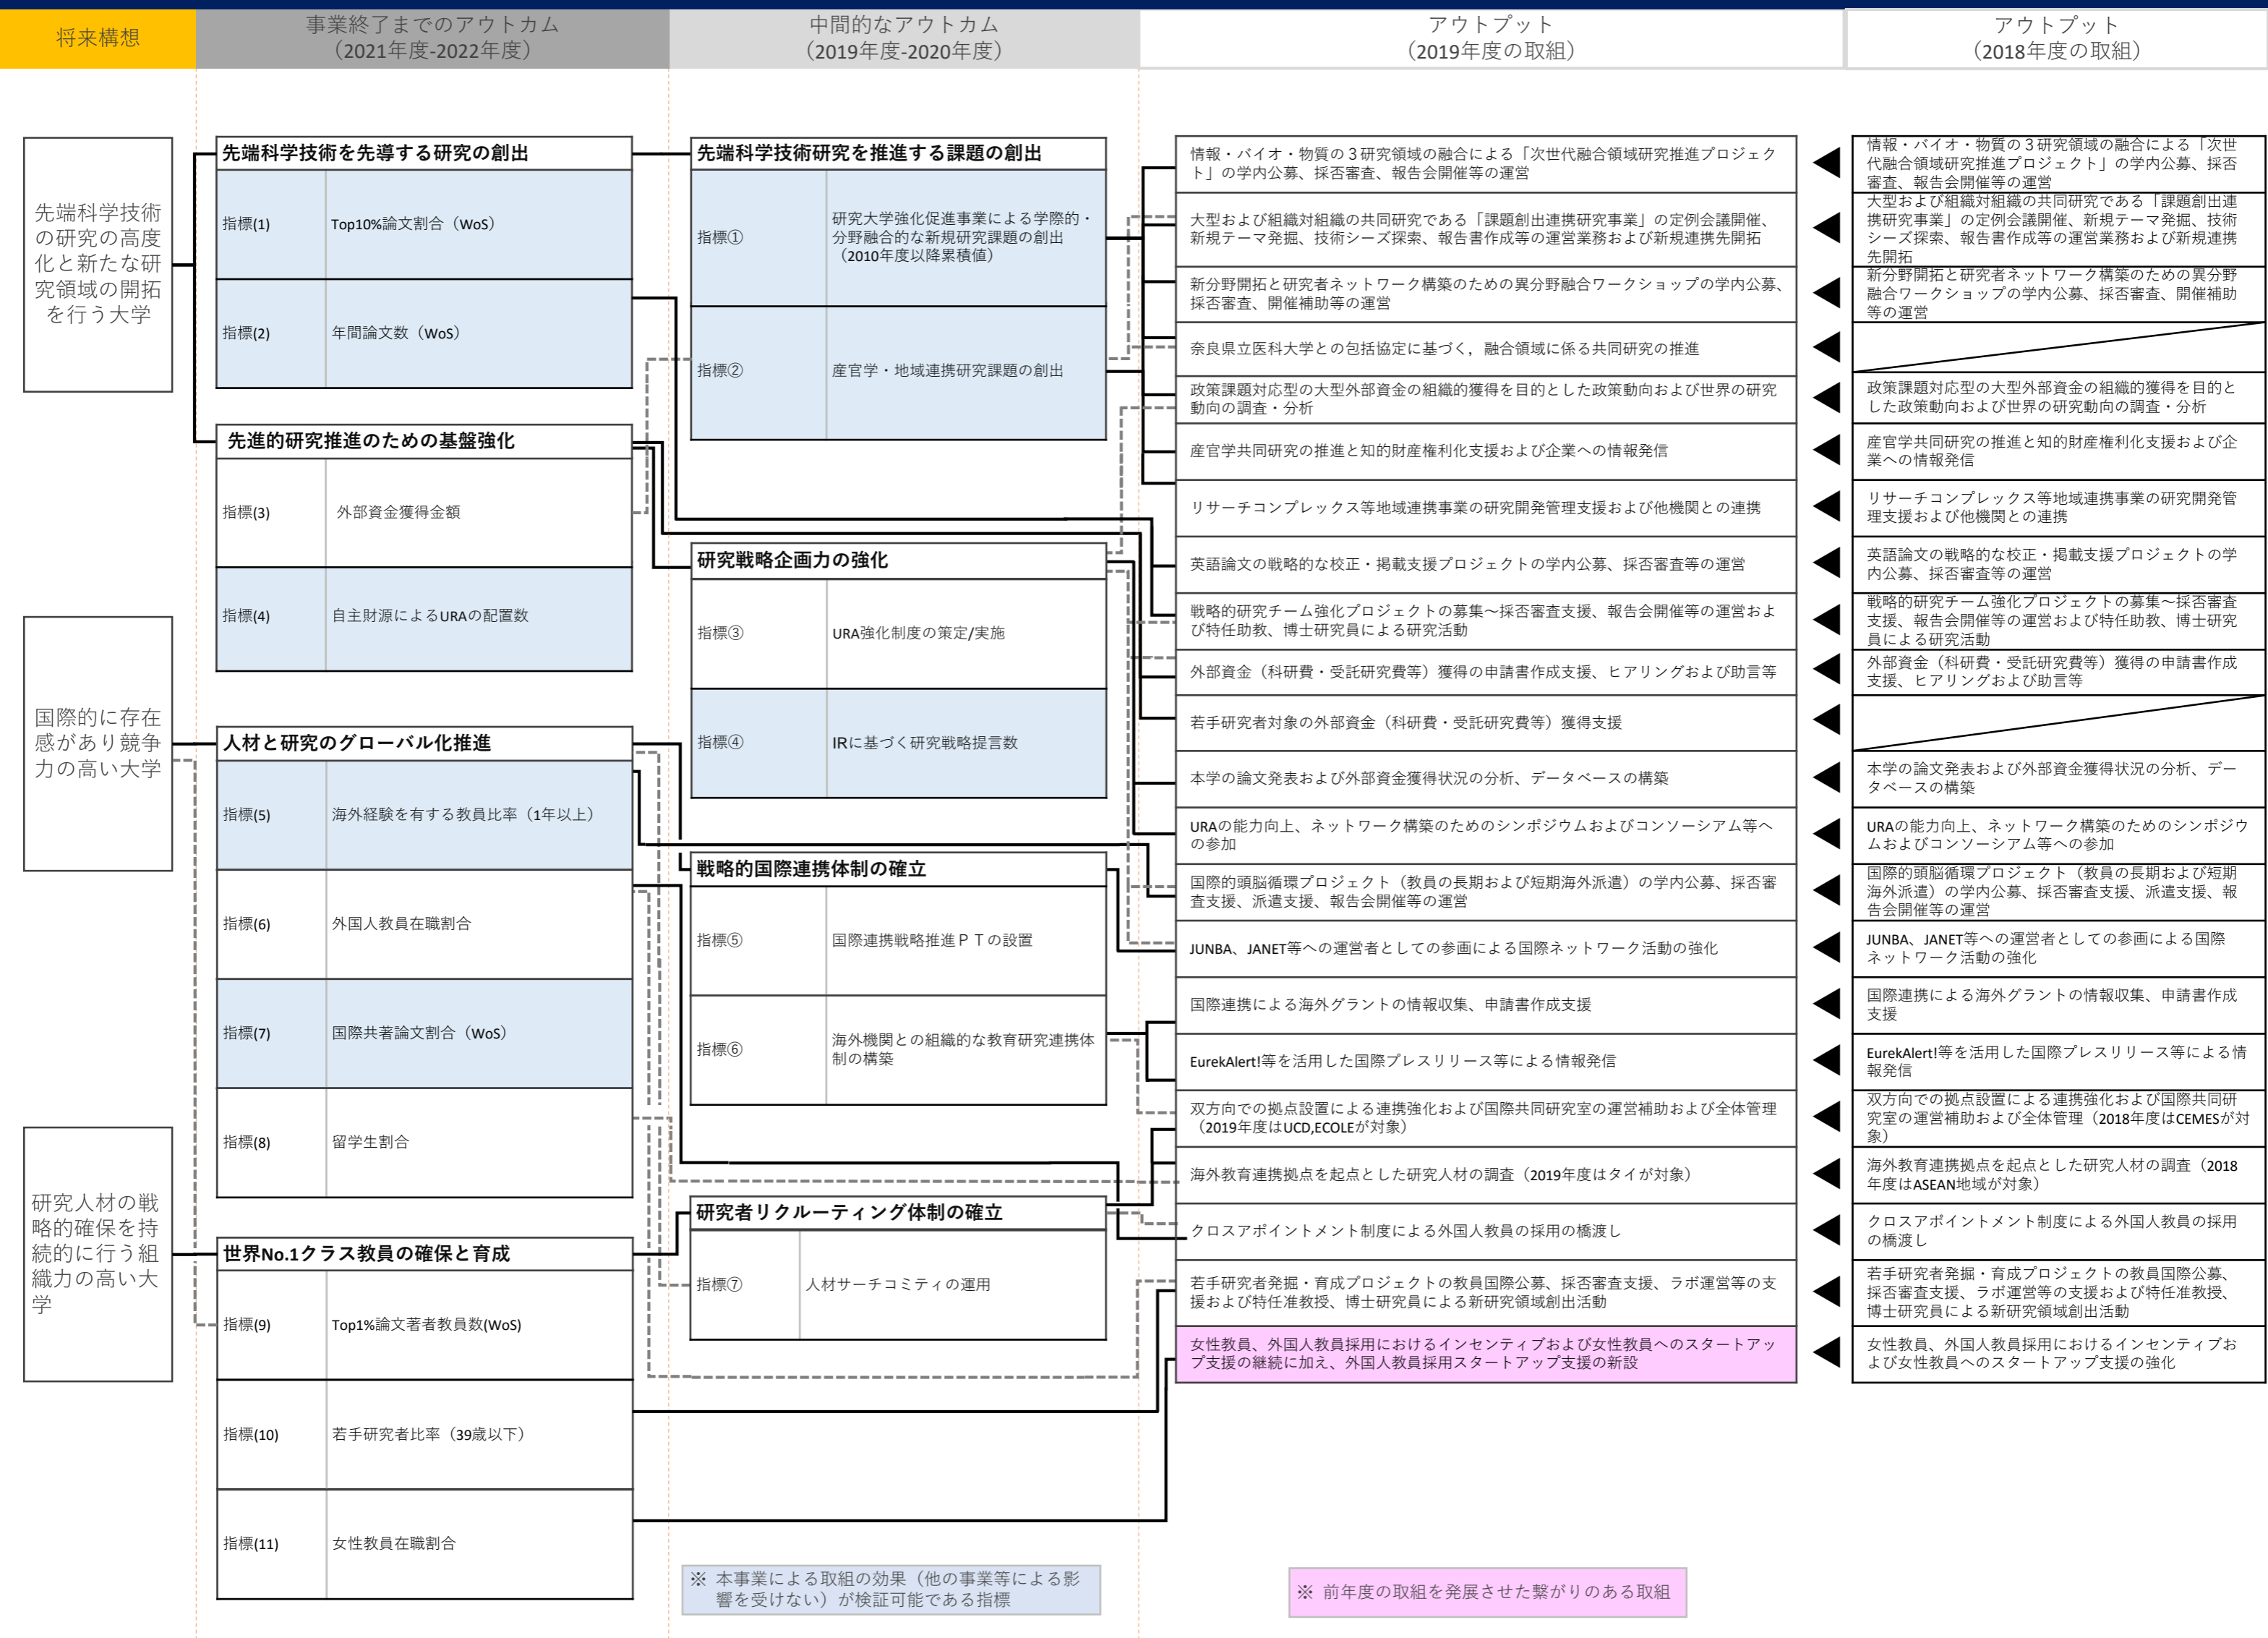 将来構想
事業終了までのアウトカム
（2021年度-2022年度）
中間的なアウトカム
（2019年度-2020年度）
アウトプット
（2019年度の取組）
アウトプット
（2018年度の取組）
先端科学技術
の研究の高度
化と新たな研
究領域の開拓
を行う大学
国際的に存在
感があり競争
力の高い大学
研究人材の戦
略的確保を持
続的に行う組
織力の高い大
学
先端科学技術を先導する研究の創出
指標(1)
Top10%論文割合（WoS）
指標(2)
年間論文数（WoS）
先進的研究推進のための基盤強化
指標(3)
外部資金獲得金額
指標(4)
自主財源によるURAの配置数
人材と研究のグローバル化推進
指標(5)
海外経験を有する教員比率（1年以上）
指標(6)
外国人教員在職割合
指標(7)
国際共著論文割合（WoS）
指標(8)
留学生割合
世界No.1クラス教員の確保と育成
指標(9)
Top1%論文著者教員数(WoS)
指標(10)
若手研究者比率（39歳以下）
指標(11)
女性教員在職割合
先端科学技術研究を推進する課題の創出
指標①
研究大学強化促進事業による学際的・
分野融合的な新規研究課題の創出
（2010年度以降累積値）
指標②
産官学・地域連携研究課題の創出
研究戦略企画力の強化
指標③
URA強化制度の策定/実施
指標④
IRに基づく研究戦略提言数
戦略的国際連携体制の確立
指標⑤
国際連携戦略推進ＰＴの設置
指標⑥
海外機関との組織的な教育研究連携体
制の構築
研究者リクルーティング体制の確立
指標⑦
人材サーチコミティの運用
※ 本事業による取組の効果（他の事業等による影
響を受けない）が検証可能である指標
情報・バイオ・物質の３研究領域の融合による「次世代融合領域研究推進プロジェク
ト」の学内公募、採否審査、報告会開催等の運営
大型および組織対組織の共同研究である「課題創出連携研究事業」の定例会議開催、
新規テーマ発掘、技術シーズ探索、報告書作成等の運営業務および新規連携先開拓
新分野開拓と研究者ネットワーク構築のための異分野融合ワークショップの学内公募、
採否審査、開催補助等の運営
奈良県立医科大学との包括協定に基づく，融合領域に係る共同研究の推進
政策課題対応型の大型外部資金の組織的獲得を目的とした政策動向および世界の研究
動向の調査・分析
産官学共同研究の推進と知的財産権利化支援および企業への情報発信
リサーチコンプレックス等地域連携事業の研究開発管理支援および他機関との連携
英語論文の戦略的な校正・掲載支援プロジェクトの学内公募、採否審査等の運営
戦略的研究チーム強化プロジェクトの募集～採否審査支援、報告会開催等の運営およ
び特任助教、博士研究員による研究活動
外部資金（科研費・受託研究費等）獲得の申請書作成支援、ヒアリングおよび助言等
若手研究者対象の外部資金（科研費・受託研究費等）獲得支援
本学の論文発表および外部資金獲得状況の分析、データベースの構築
URAの能力向上、ネットワーク構築のためのシンポジウムおよびコンソーシアム等へ
の参加
国際的頭脳循環プロジェクト（教員の長期および短期海外派遣）の学内公募、採否審
査支援、派遣支援、報告会開催等の運営
JUNBA、JANET等への運営者としての参画による国際ネットワーク活動の強化
国際連携による海外グラントの情報収集、申請書作成支援
EurekAlert!等を活用した国際プレスリリース等による情報発信
双方向での拠点設置による連携強化および国際共同研究室の運営補助および全体管理
（2019年度はUCD,ECOLEが対象）
海外教育連携拠点を起点とした研究人材の調査（2019年度はタイが対象）
クロスアポイントメント制度による外国人教員の採用の橋渡し
若手研究者発掘・育成プロジェクトの教員国際公募、採否審査支援、ラボ運営等の支
援および特任准教授、博士研究員による新研究領域創出活動
女性教員、外国人教員採用におけるインセンティブおよび女性教員へのスタートアッ
プ支援の継続に加え、外国人教員採用スタートアップ支援の新設
※ 前年度の取組を発展させた繋がりのある取組
情報・バイオ・物質の３研究領域の融合による「次世
代融合領域研究推進プロジェクト」の学内公募、採否
審査、報告会開催等の運営
大型および組織対組織の共同研究である「課題創出連
携研究事業」の定例会議開催、新規テーマ発掘、技術
シーズ探索、報告書作成等の運営業務および新規連携
先開拓
新分野開拓と研究者ネットワーク構築のための異分野
融合ワークショップの学内公募、採否審査、開催補助
等の運営
政策課題対応型の大型外部資金の組織的獲得を目的と
した政策動向および世界の研究動向の調査・分析
産官学共同研究の推進と知的財産権利化支援および企
業への情報発信
リサーチコンプレックス等地域連携事業の研究開発管
理支援および他機関との連携
英語論文の戦略的な校正・掲載支援プロジェクトの学
内公募、採否審査等の運営
戦略的研究チーム強化プロジェクトの募集～採否審査
支援、報告会開催等の運営および特任助教、博士研究
員による研究活動
外部資金（科研費・受託研究費等）獲得の申請書作成
支援、ヒアリングおよび助言等
本学の論文発表および外部資金獲得状況の分析、デー
タベースの構築
URAの能力向上、ネットワーク構築のためのシンポジウ
ムおよびコンソーシアム等への参加
国際的頭脳循環プロジェクト（教員の長期および短期
海外派遣）の学内公募、採否審査支援、派遣支援、報
告会開催等の運営
JUNBA、JANET等への運営者としての参画による国際
ネットワーク活動の強化
国際連携による海外グラントの情報収集、申請書作成
支援
EurekAlert!等を活用した国際プレスリリース等による情
報発信
双方向での拠点設置による連携強化および国際共同研
究室の運営補助および全体管理（2018年度はCEMESが対
象）
海外教育連携拠点を起点とした研究人材の調査（2018
年度はASEAN地域が対象）
クロスアポイントメント制度による外国人教員の採用
の橋渡し
若手研究者発掘・育成プロジェクトの教員国際公募、
採否審査支援、ラボ運営等の支援および特任准教授、
博士研究員による新研究領域創出活動
女性教員、外国人教員採用におけるインセンティブお
よび女性教員へのスタートアップ支援の強化